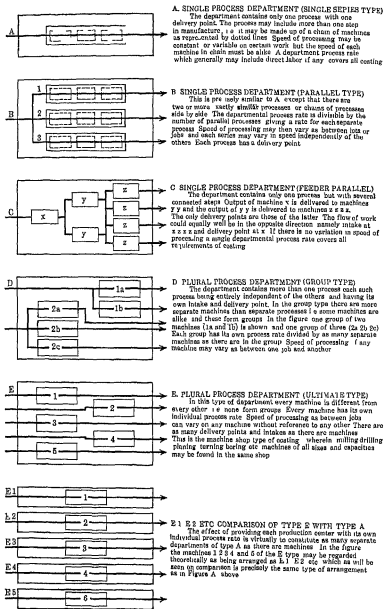 A. SINGLE PROCESS DEPARTMENT (SINGLE SERIES TYPE)
The department contains only one process with one
delivery point. The process may include more than one step
in manufacture, i e it may be made up of a chain of machines
as represented by dotted lines Speed of processing may be
constant or variable on certain work but the speed of each
machine in chain must be alike A department process rate
which generally may include direct labor if any covers all costing
A
B SINGLE PROCESS DEPARTMENT (PARALLEL TYPE)
This is precisely similar to A except that there are
two or more exactly similar processes or chains of processes
side by side The departmental process rate is divisible by the
number of parallel processes giving a rate for each separate
process Speed of processing may then vary as between lots or
jobs and each series may vary in speed independently of the
others Each process has a delivery point
B
1
2
3
C SINGLE PROCESS DEPARTMENT (FEEDER PARALLEL)
The department contains only one process but with several
connected steps Output of machine x is delivered to machines
y y and the output of y y is delivered to machines z z z z.
The only delivery points are those of the latter The flow of work
could equally well be in the opposite direction namely intake at
z z z z and delivery point at x If there is no variation in speed of
processing a single departmental process rate covers all
requirements of costing
C
x
y
y
z
z
z
z
D PLURAL PROCESS DEPARTMENT (GROUP TYPE)
The department contains more than one process each such
process being entirely independent of the others and having its
own intake and delivery point. In the group type there are more
separate machines than separate processes i e some machines are
alike and these form groups In the figure one group of two
machines (1a and 1b) is shown and one group of three (2a 2b 2c)
Each group has its own process rate divided by as many separate
machines as there are in the group Speed of processing if any
machine may vary as between one job and another
D
1a
1b
2a
2b
2c
E. PLURAL PROCESS DEPARTMENT (ULTIMATE TYPE)
In this type of department every machine is different from
every other i e none form groups Every machine has its own
individual process rate Speed of processing as between jobs
can vary on any machine without reference to any other There are
as many delivery points and intakes as there are machines
This is the machine shop type of costing wherein milling drilling
planing turning boring etc machines of all sizes and capacities
may be found in the same shop
E
1
2
3
4
5
E 1 E 2 ETC COMPARISON OF TYPE E WITH TYPE A
The effect of providing each production center with its own
individual process rate is virtually to constitute as many separate
departments of type A as there are machines In the figure
the machines 1 2 3 4 and 5 of the E type may be regarded
theoretically as being arranged as E 1 E 2 etc which as will be
seen on comparison is precisely the same type of arrangement
as in Figure A above
E1
1
E2
2
E3
3
E4
4
E5